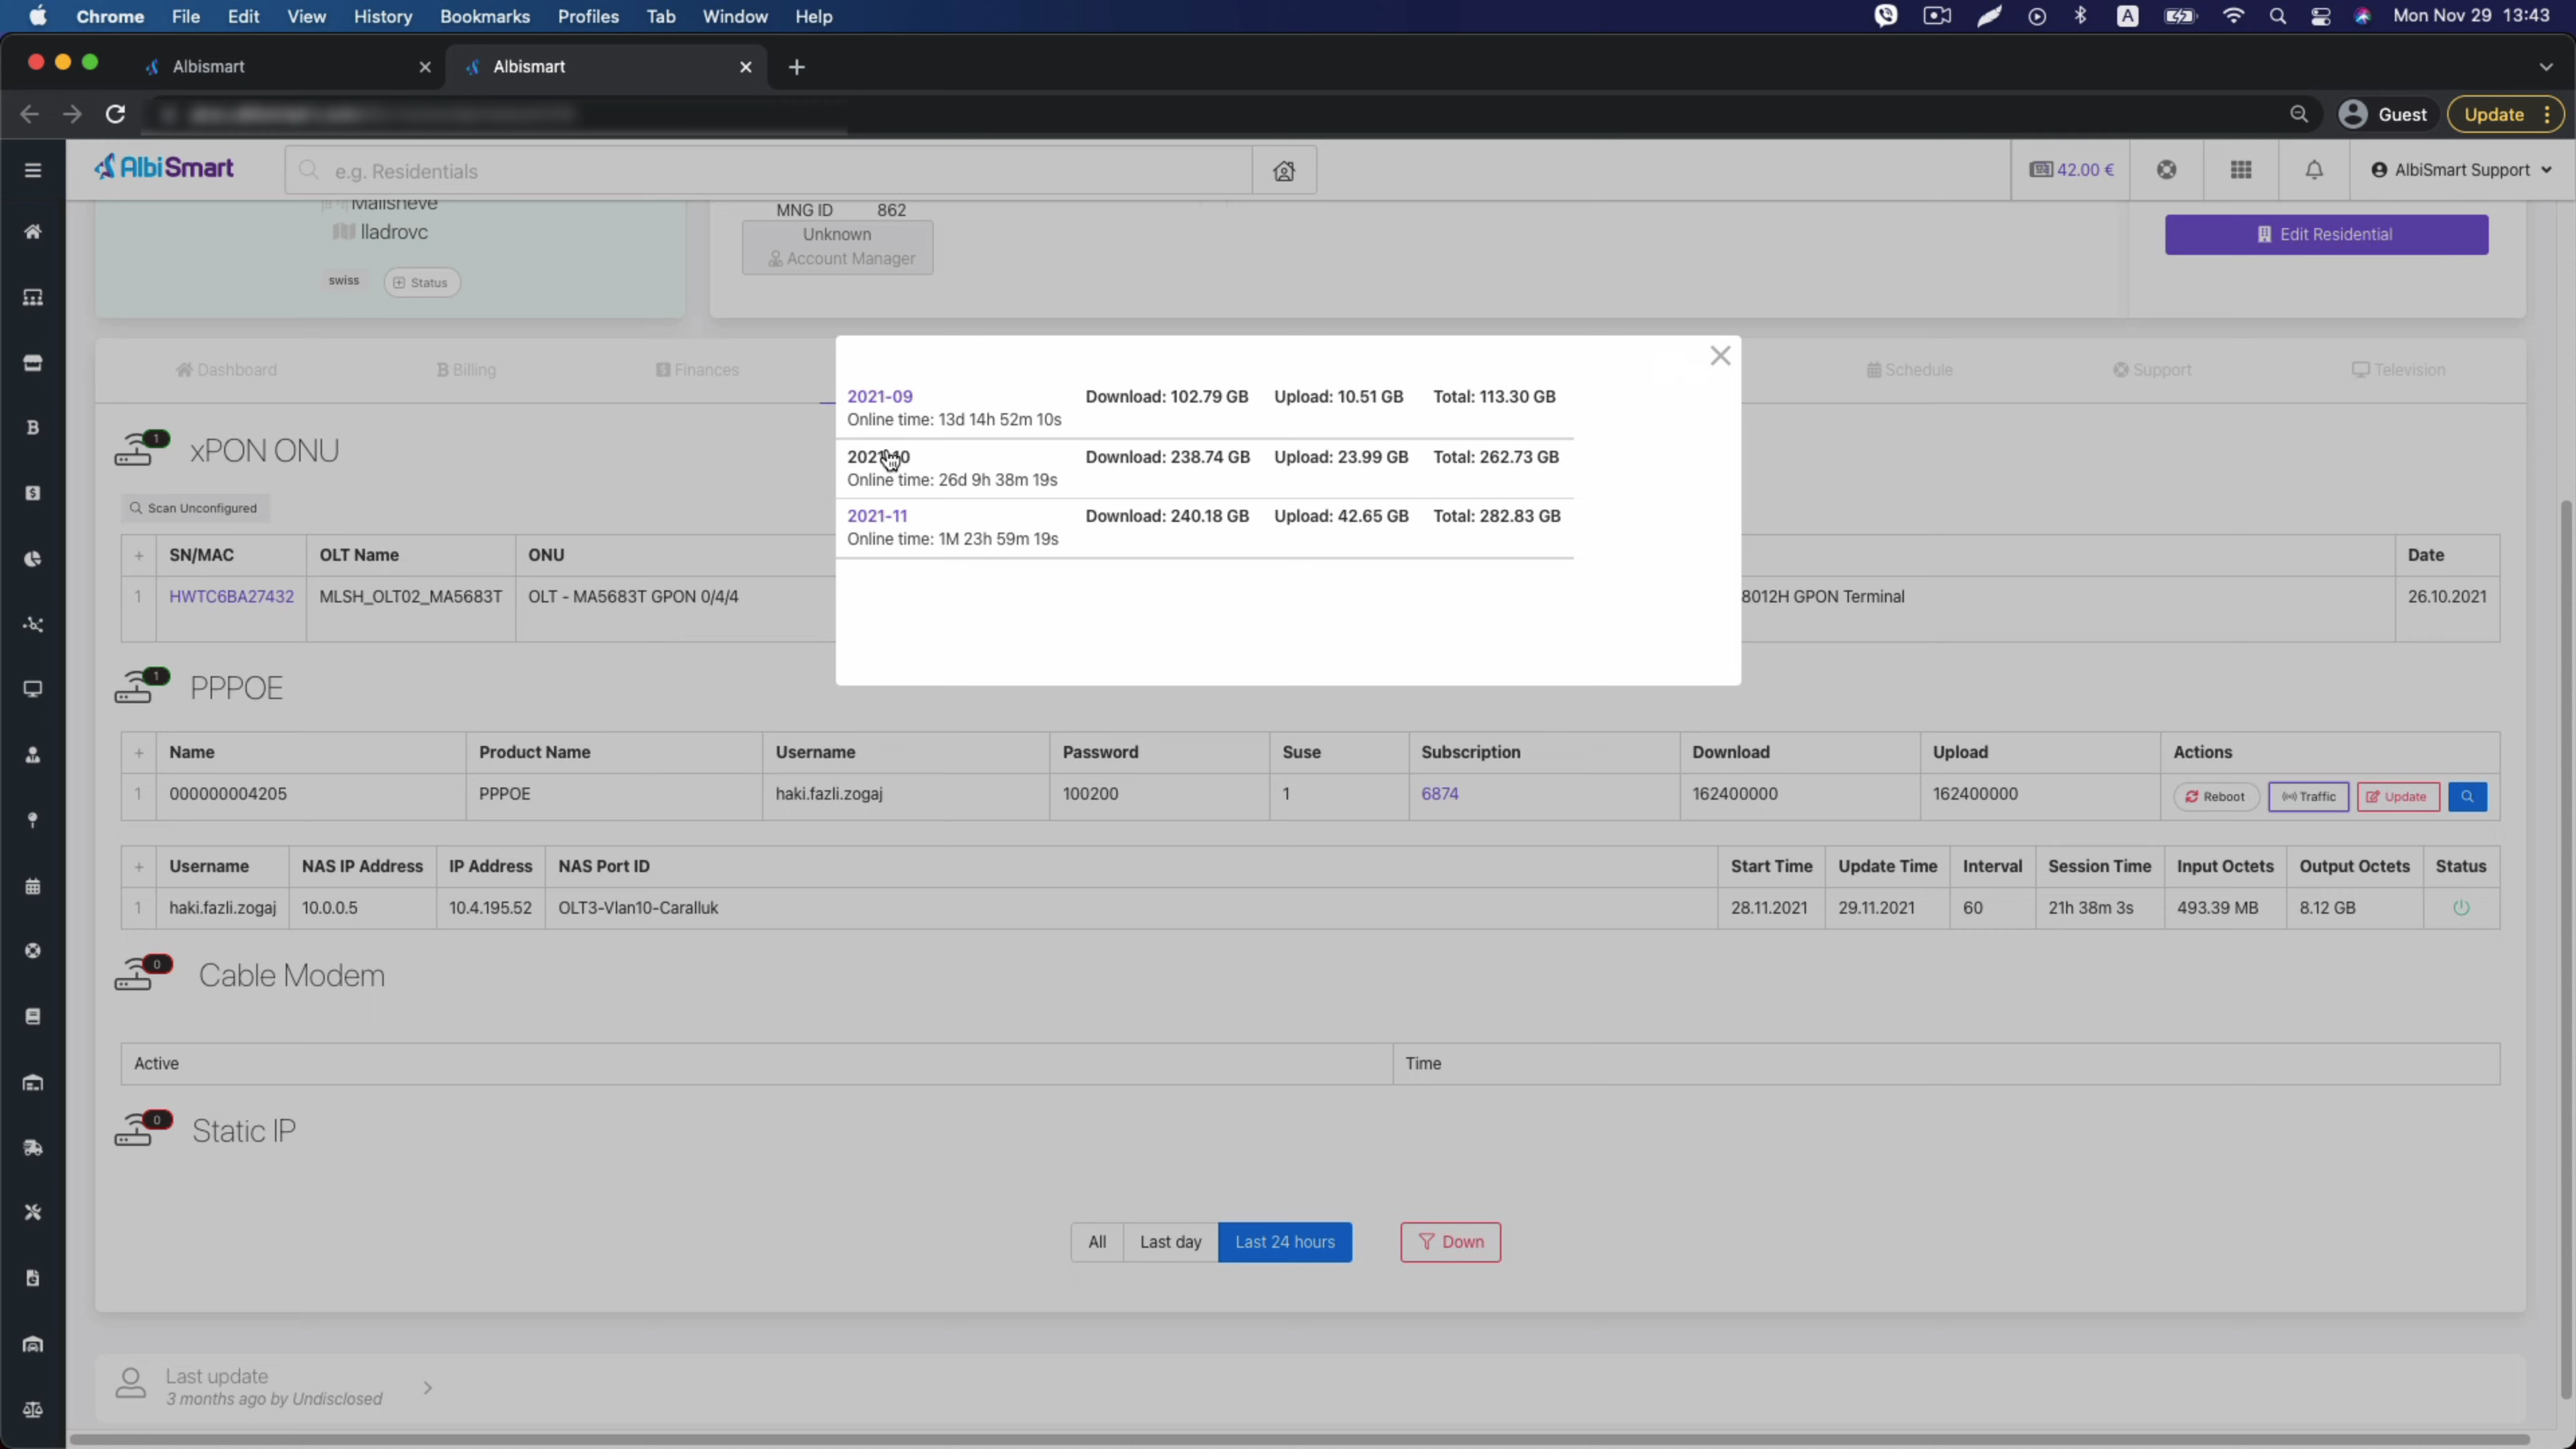 Chrome File Edit View History Bookmarks Profiles Tab Window Help Mon Nov 29 13:43
Albismart Albismart
Guest Update
AlbiSmart e.g. Residentials 42.00 € AlbiSmart Support
Malisheve
lladrovc
swiss Status
MNG ID 862
Unknown
Account Manager
Edit Residential
Dashboard Billing Finances Schedule Support Television
2021-09 Download: 102.79 GB Upload: 10.51 GB Total: 113.30 GB
Online time: 13d 14h 52m 10s
2021-10 Download: 238.74 GB Upload: 23.99 GB Total: 262.73 GB
Online time: 26d 9h 38m 19s
2021-11 Download: 240.18 GB Upload: 42.65 GB Total: 282.83 GB
Online time: 1M 23h 59m 19s
1 xPON ONU
Scan Unconfigured
+ SN/MAC OLT Name ONU Date
1 HWTC6BA27432 MLSH_OLT02_MA5683T OLT - MA5683T GPON 0/4/4 8012H GPON Terminal 26.10.2021
1 PPPOE
+ Name Product Name Username Password Suse Subscription Download Upload Actions
1 000000004205 PPPOE haki.fazli.zogaj 100200 1 6874 162400000 162400000 Reboot Traffic Update
+ Username NAS IP Address IP Address NAS Port ID Start Time Update Time Interval Session Time Input Octets Output Octets Status
1 haki.fazli.zogaj 10.0.0.5 10.4.195.52 OLT3-Vlan10-Caralluk 28.11.2021 29.11.2021 60 21h 38m 3s 493.39 MB 8.12 GB
0 Cable Modem
Active Time
0 Static IP
All Last day Last 24 hours Down
Last update
3 months ago by Undisclosed